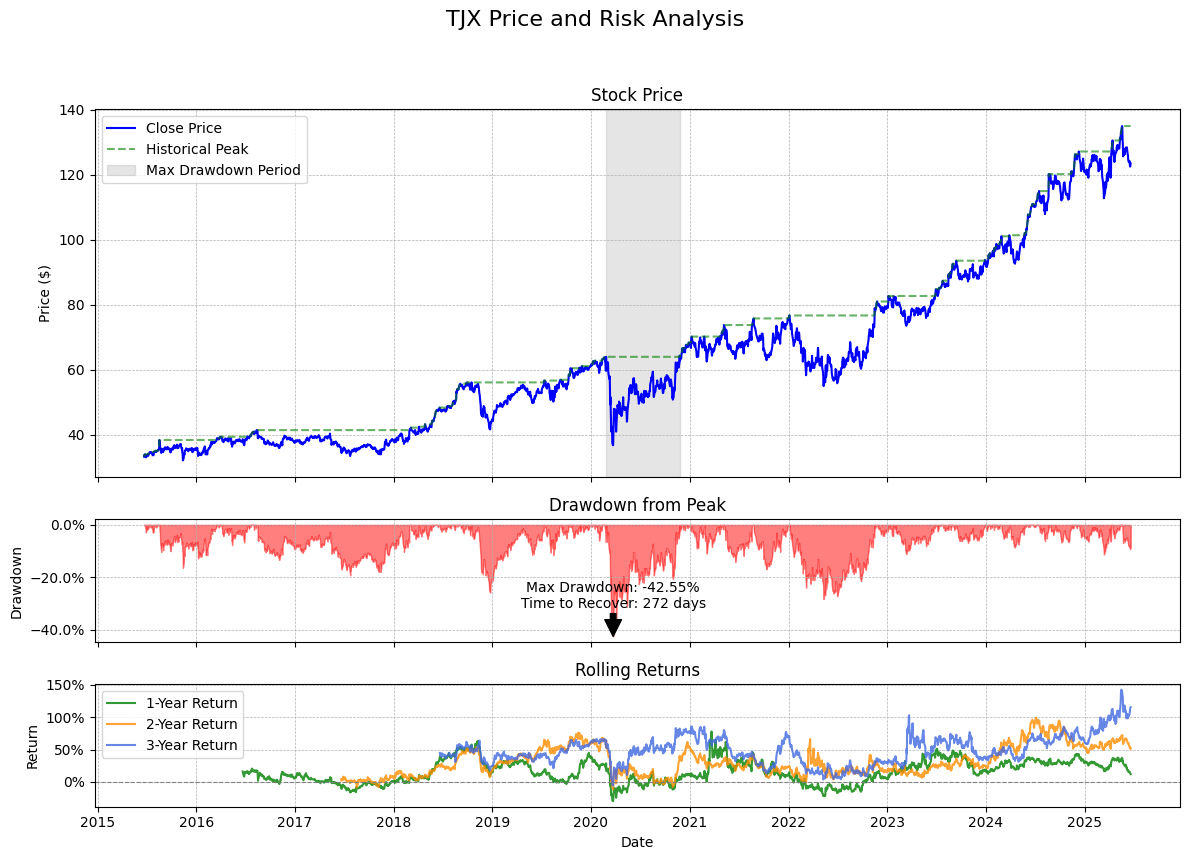 TJX Price and Risk Analysis
Stock Price
Close Price
Historical Peak
Max Drawdown Period
Price ($)
140
120
100
80
60
40
Drawdown from Peak
Drawdown
0.0%
−20.0%
−40.0%
Max Drawdown: -42.55%
Time to Recover: 272 days
Rolling Returns
1-Year Return
2-Year Return
3-Year Return
Return
150%
100%
50%
0%
2015 2016 2017 2018 2019 2020 2021 2022 2023 2024 2025
Date